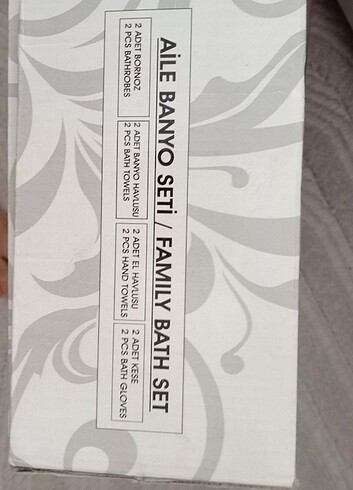 AİLE BANYO SETİ / FAMILY BATH SET
2 ADET BORNOZ
2 PCS BATHROBES
2 ADET BANYO HAVLUSU
2 PCS BATH TOWELS
2 ADET EL HAVLUSU
2 PCS HAND TOWELS
2 ADET KESE
2 PCS BATH GLOVES